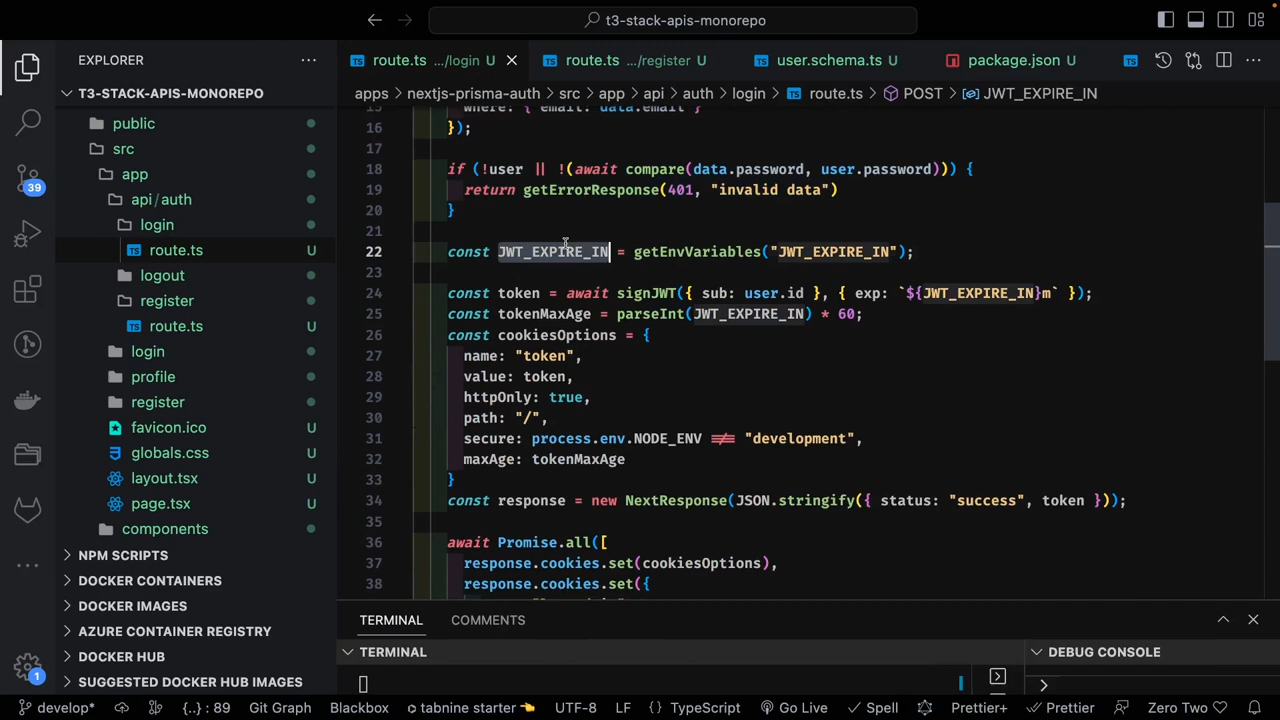 t3-stack-apis-monorepo
EXPLORER
T3-STACK-APIS-MONOREPO
public
src
app
api/auth
login
route.ts U
logout
register
route.ts U
login
profile
register
favicon.ico U
globals.css U
layout.tsx U
page.tsx U
components
NPM SCRIPTS
DOCKER CONTAINERS
DOCKER IMAGES
AZURE CONTAINER REGISTRY
DOCKER HUB
SUGGESTED DOCKER HUB IMAGES
39
1
route.ts .../login U
route.ts .../register U
user.schema.ts U
package.json U
apps > nextjs-prisma-auth > src > app > api > auth > login > route.ts > POST > JWT_EXPIRE_IN
15 where: { email: data.email }
16 });
17
18 if (!user || !(await compare(data.password, user.password))) {
19 return getErrorResponse(401, "invalid data")
20 }
21
22 const JWT_EXPIRE_IN = getEnvVariables("JWT_EXPIRE_IN");
23
24 const token = await signJWT({ sub: user.id }, { exp: `${JWT_EXPIRE_IN}m` });
25 const tokenMaxAge = parseInt(JWT_EXPIRE_IN) * 60;
26 const cookiesOptions = {
27 name: "token",
28 value: token,
29 httpOnly: true,
30 path: "/",
31 secure: process.env.NODE_ENV !== "development",
32 maxAge: tokenMaxAge
33 }
34 const response = new NextResponse(JSON.stringify({ status: "success", token }));
35
36 await Promise.all([
37 response.cookies.set(cookiesOptions),
38 response.cookies.set({
TERMINAL COMMENTS
TERMINAL
DEBUG CONSOLE
develop* {..} : 89 Git Graph Blackbox tabnine starter UTF-8 LF TypeScript Go Live Spell Prettier+ Prettier Zero Two